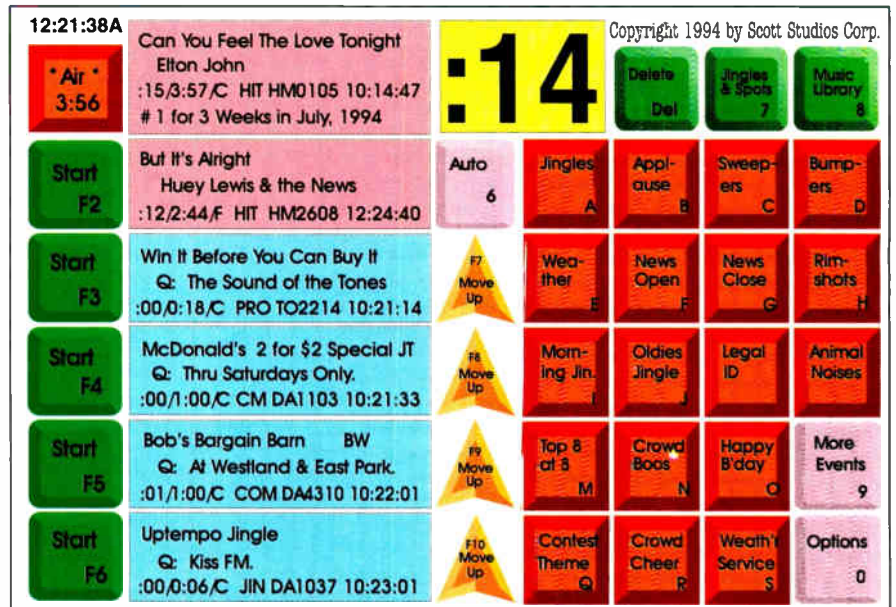 12:21:38A
* Air *
3:56
Can You Feel The Love Tonight
Elton John
:15/3:57/C HIT HM0105 10:14:47
# 1 for 3 Weeks in July, 1994
:14
Copyright 1994 by Scott Studios Corp.
Delete
Del
Jingles
& Spots
7
Music
Library
8
Start
F2
But It's Alright
Huey Lewis & the News
:12/2:44/F HIT HM2608 12:24:40
Auto
6
Jingles
A
Appl-
ause
B
Sweep-
ers
C
Bump-
ers
D
Start
F3
Win It Before You Can Buy It
Q: The Sound of the Tones
:00/0:18/C PRO TO2214 10:21:14
F7
Move
Up
Wea-
ther
E
News
Open
F
News
Close
G
Rim-
shots
H
Start
F4
McDonald's 2 for $2 Special JT
Q: Thru Saturdays Only.
:00/1:00/C CM DA1103 10:21:33
F8
Move
Up
Morn-
ing Jin.
I
Oldies
Jingle
J
Legal
ID
Animal
Noises
Start
F5
Bob's Bargain Barn BW
Q: At Westland & East Park.
:01/1:00/C COM DA4310 10:22:01
F9
Move
Up
Top 8
at 8
M
Crowd
Boos
N
Happy
B'day
O
More
Events
9
Start
F6
Uptempo Jingle
Q: Kiss FM.
:00/0:06/C JIN DA1037 10:23:01
F10
Move
Up
Contest
Theme
Q
Crowd
Cheer
R
Weath'r
Service
S
Options
0